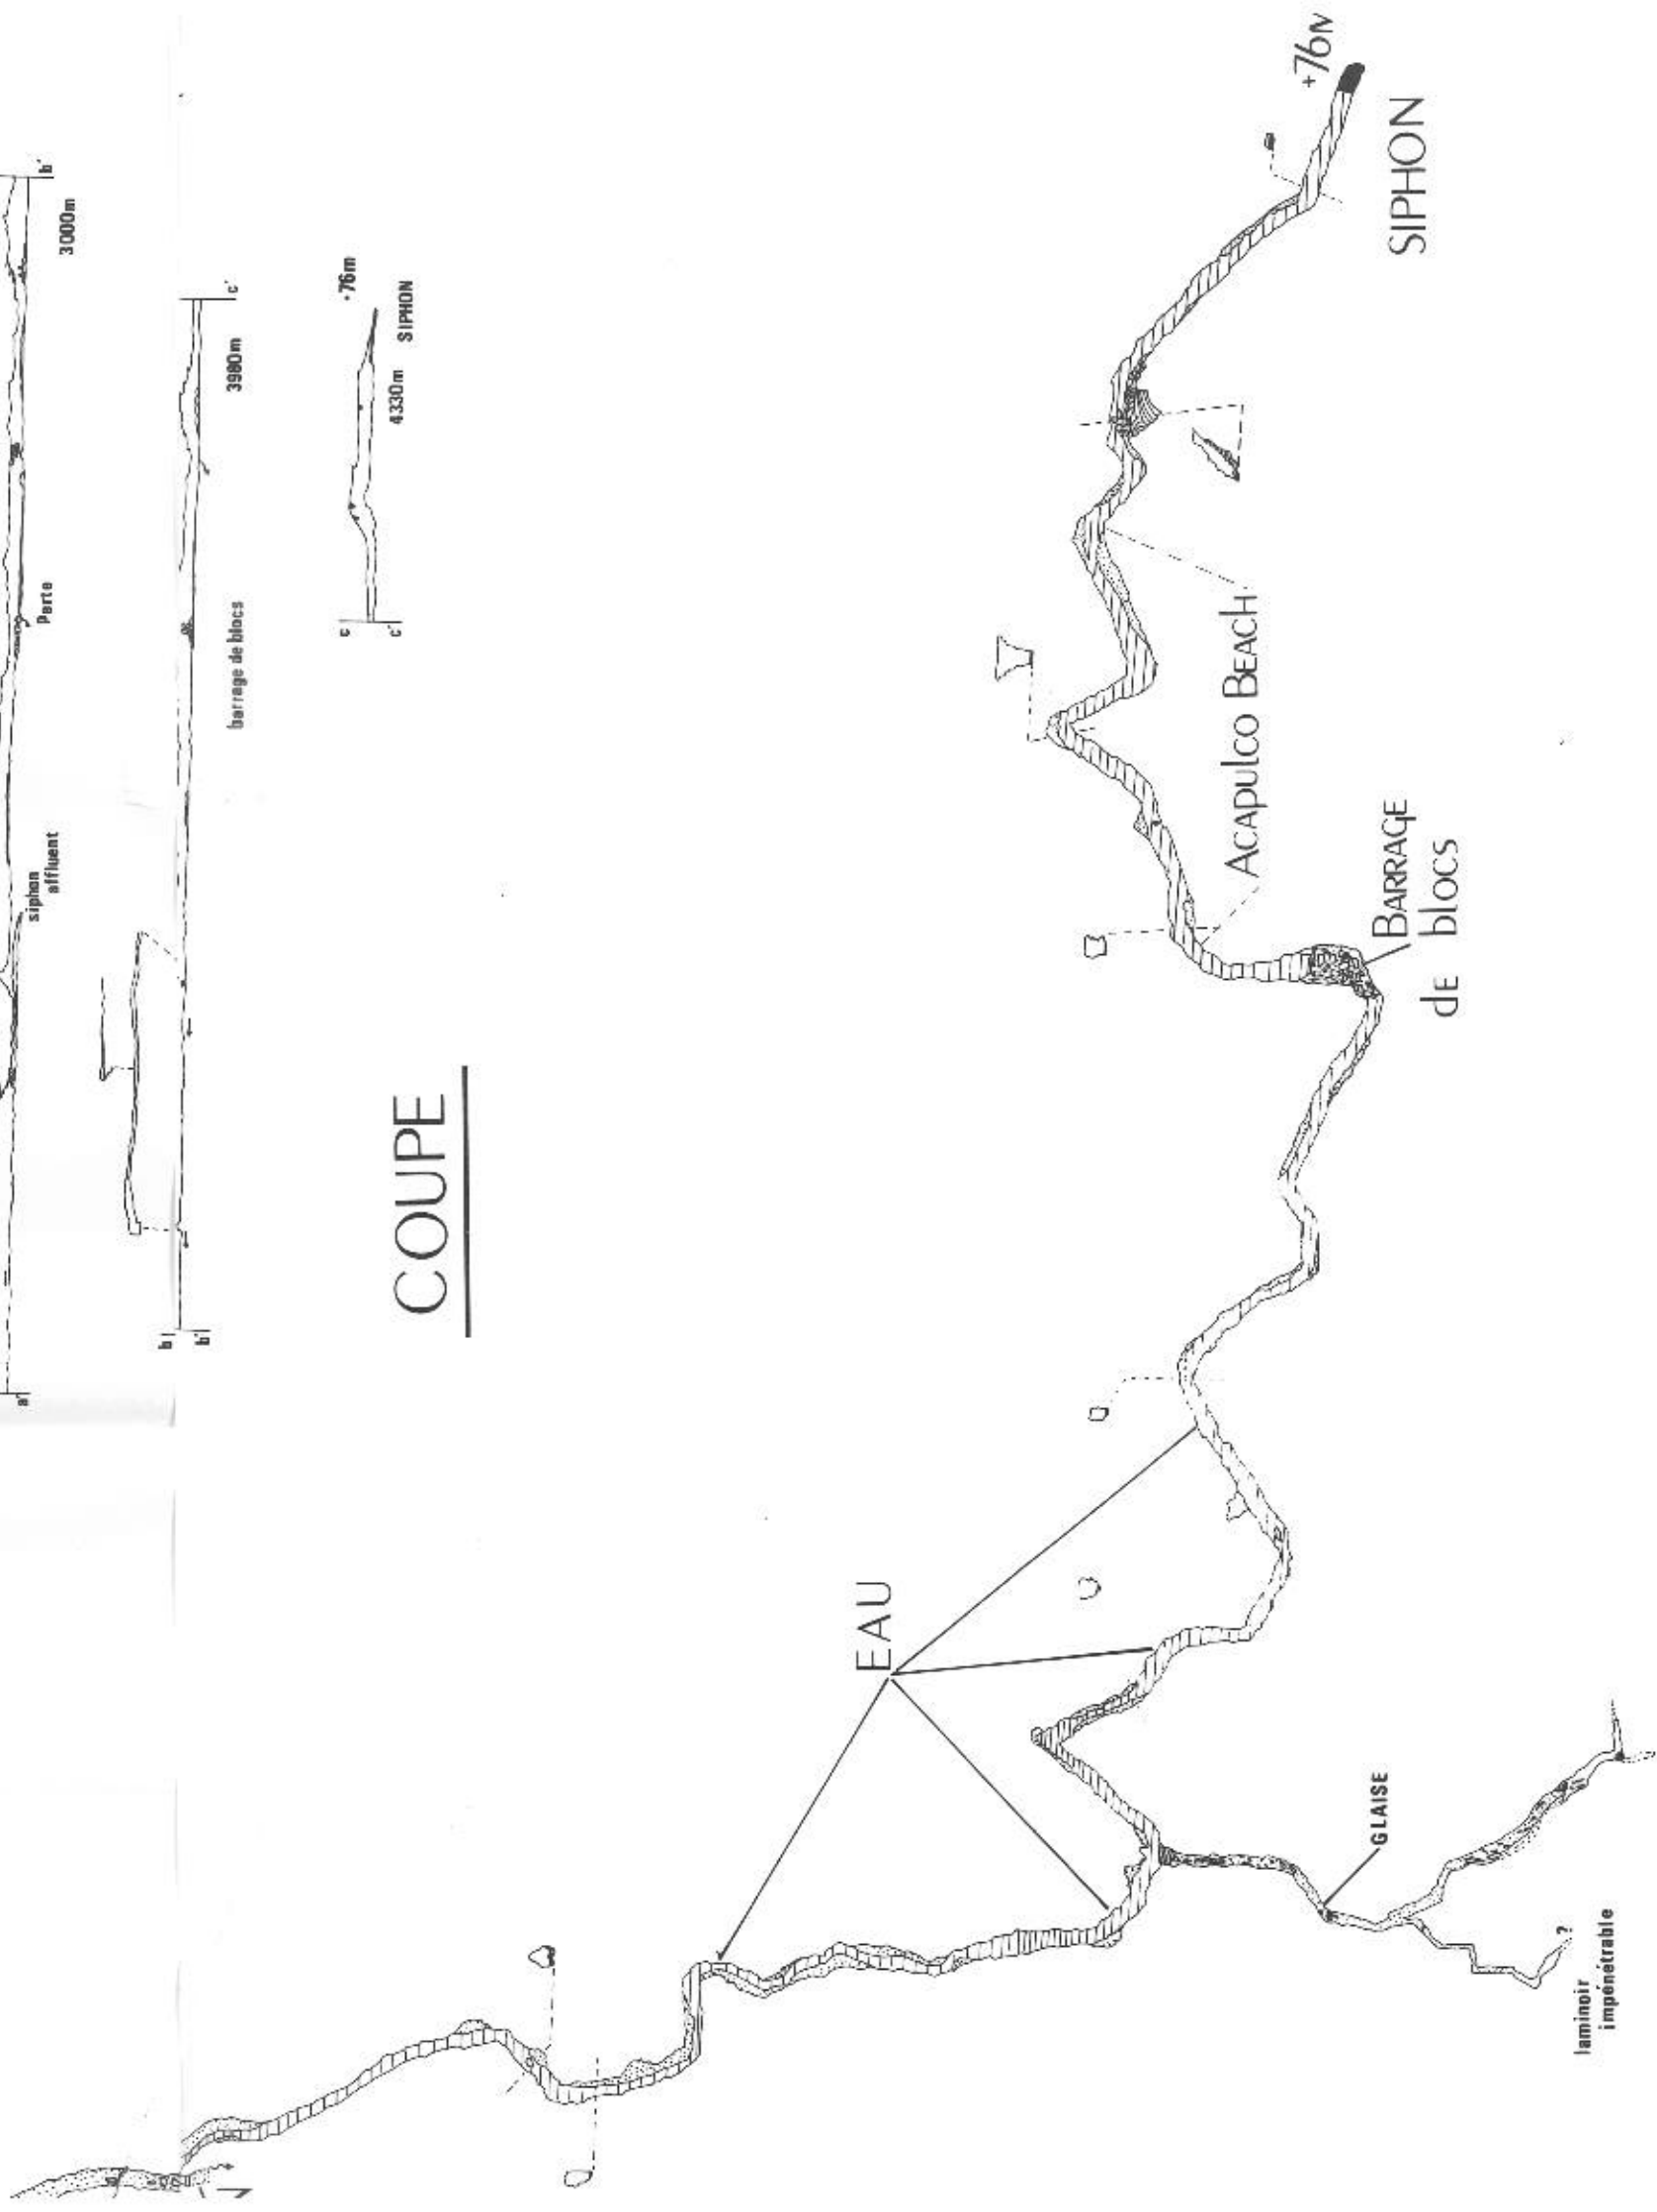 b'
3000m
Perte
siphon
affluent
a'
c'
3980m
barrage de blocs
b
b'
+76m
4330m SIPHON
c
c'
COUPE
+76M
SIPHON
ACAPULCO BEACH
BARRAGE
dE blOCS
EAU
GLAISE
?
laminoir
impénétrable